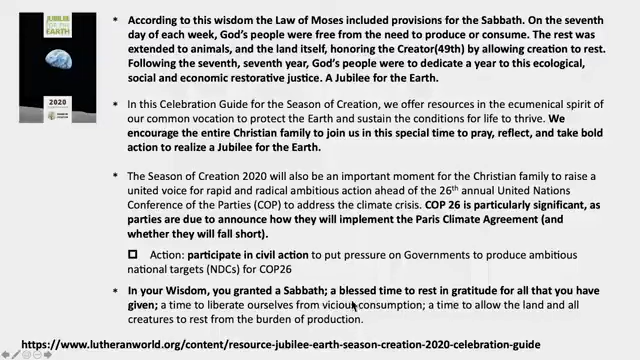 JUBILEE
FOR THE
EARTH
2020
* According to this wisdom the Law of Moses included provisions for the Sabbath. On the seventh
day of each week, God's people were free from the need to produce or consume. The rest was
extended to animals, and the land itself, honoring the Creator(49th) by allowing creation to rest.
Following the seventh, seventh year, God's people were to dedicate a year to this ecological,
social and economic restorative justice. A Jubilee for the Earth.
* In this Celebration Guide for the Season of Creation, we offer resources in the ecumenical spirit of
our common vocation to protect the Earth and sustain the conditions for life to thrive. We
encourage the entire Christian family to join us in this special time to pray, reflect, and take bold
action to realize a Jubilee for the Earth.
* The Season of Creation 2020 will also be an important moment for the Christian family to raise a
united voice for rapid and radical ambitious action ahead of the 26th annual United Nations
Conference of the Parties (COP) to address the climate crisis. COP 26 is particularly significant, as
parties are due to announce how they will implement the Paris Climate Agreement (and
whether they will fall short).
Action: participate in civil action to put pressure on Governments to produce ambitious
national targets (NDCs) for COP26
* In your Wisdom, you granted a Sabbath; a blessed time to rest in gratitude for all that you have
given; a time to liberate ourselves from vicious consumption; a time to allow the land and all
creatures to rest from the burden of production.
https://www.lutheranworld.org/content/resource-jubilee-earth-season-creation-2020-celebration-guide